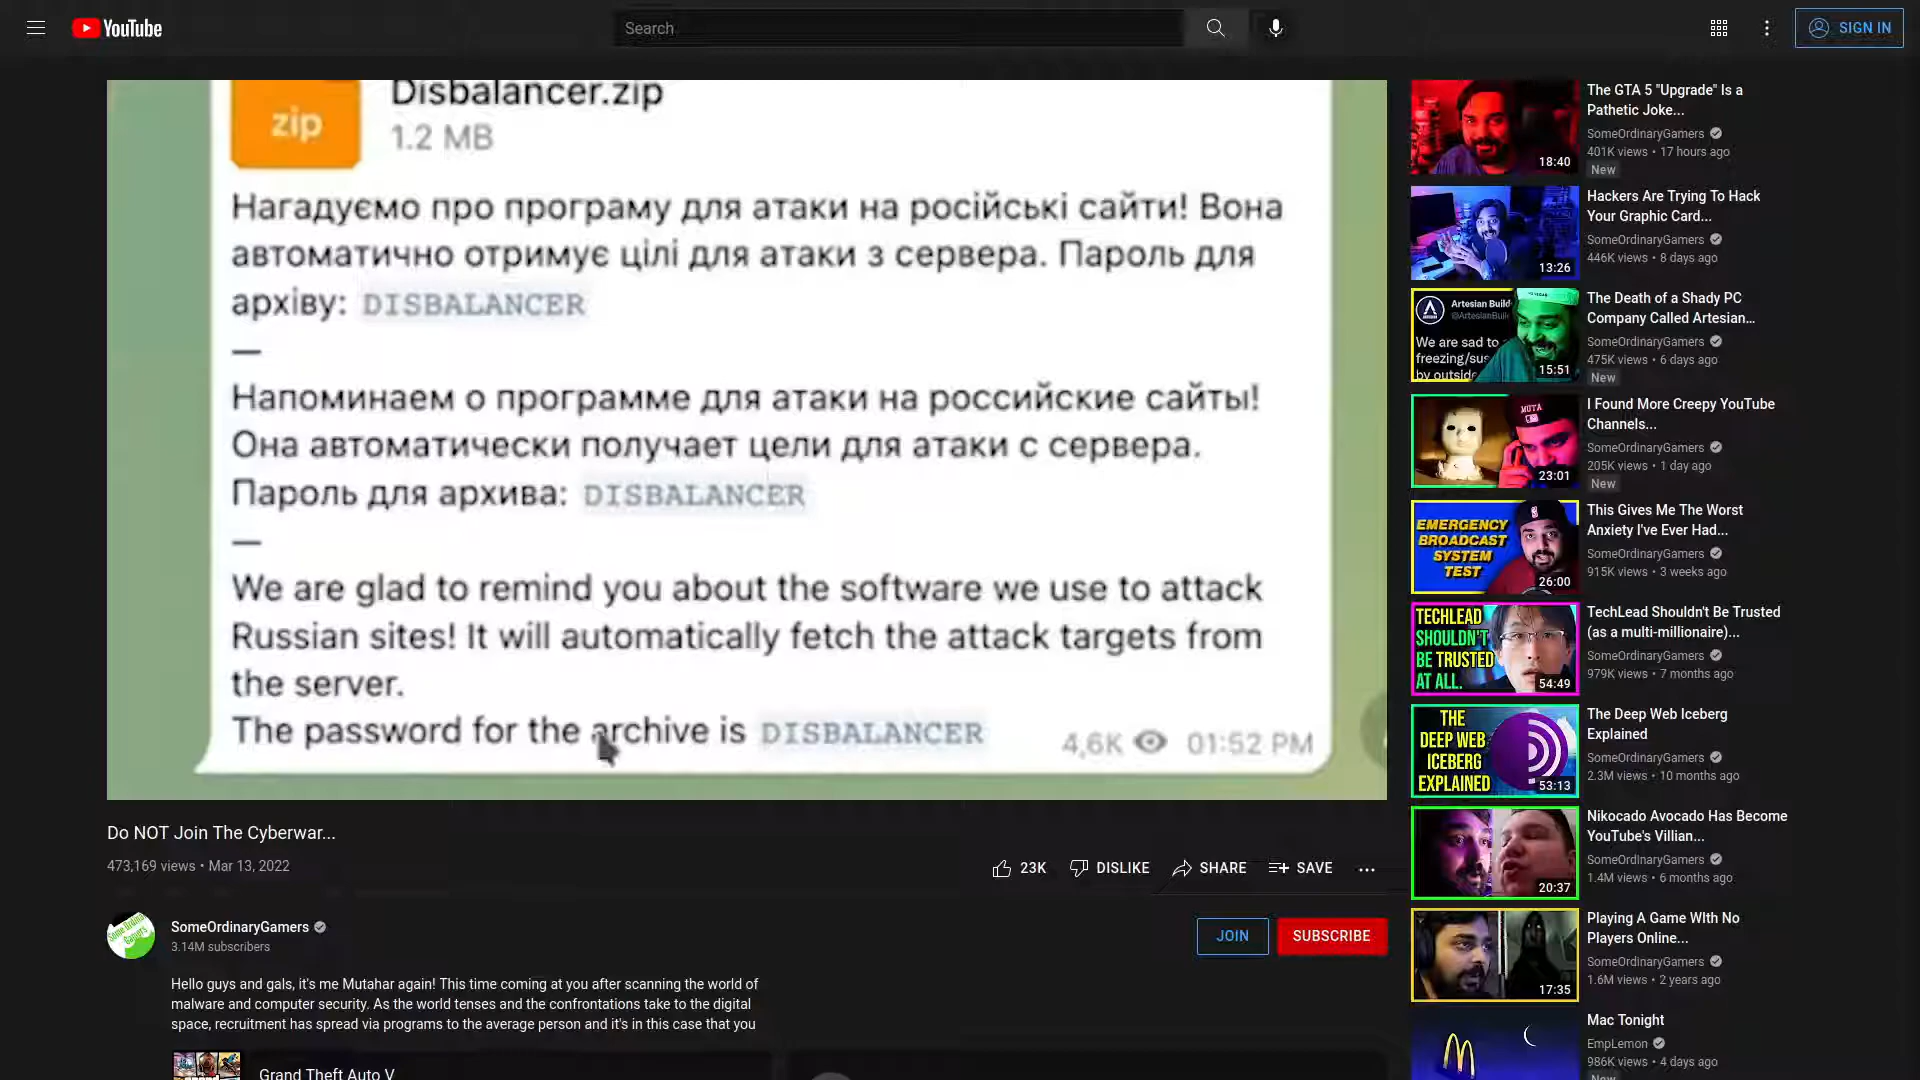 YouTube
Search
SIGN IN
zip
Disbalancer.zip
1.2 MB
Нагадуємо про програму для атаки на російські сайти! Вона
автоматично отримує цілі для атаки з сервера. Пароль для
архіву: DISBALANCER
—
Напоминаем о программе для атаки на российские сайты!
Она автоматически получает цели для атаки с сервера.
Пароль для архива: DISBALANCER
—
We are glad to remind you about the software we use to attack
Russian sites! It will automatically fetch the attack targets from
the server.
The password for the archive is DISBALANCER
4,6K 01:52 PM
Do NOT Join The Cyberwar...
473,169 views • Mar 13, 2022
23K DISLIKE SHARE SAVE
SomeOrdinaryGamers
3.14M subscribers
JOIN SUBSCRIBE
Hello guys and gals, it's me Mutahar again! This time coming at you after scanning the world of
malware and computer security. As the world tenses and the confrontations take to the digital
space, recruitment has spread via programs to the average person and it's in this case that you
Grand Theft Auto V
18:40
The GTA 5 "Upgrade" Is a
Pathetic Joke...
SomeOrdinaryGamers
401K views • 17 hours ago
New
13:26
Hackers Are Trying To Hack
Your Graphic Card...
SomeOrdinaryGamers
446K views • 8 days ago
Artesian Build
@ArtesianBuil
We are sad to
freezing/sus
by outside
15:51
The Death of a Shady PC
Company Called Artesian...
SomeOrdinaryGamers
475K views • 6 days ago
New
MUTA
23:01
I Found More Creepy YouTube
Channels...
SomeOrdinaryGamers
205K views • 1 day ago
New
EMERGENCY
BROADCAST
SYSTEM
TEST
26:00
This Gives Me The Worst
Anxiety I've Ever Had...
SomeOrdinaryGamers
915K views • 3 weeks ago
TECHLEAD
SHOULDN'T
BE TRUSTED
AT ALL.
54:49
TechLead Shouldn't Be Trusted
(as a multi-millionaire)...
SomeOrdinaryGamers
979K views • 7 months ago
THE
DEEP WEB
ICEBERG
EXPLAINED
53:13
The Deep Web Iceberg
Explained
SomeOrdinaryGamers
2.3M views • 10 months ago
20:37
Nikocado Avocado Has Become
YouTube's Villian...
SomeOrdinaryGamers
1.4M views • 6 months ago
17:35
Playing A Game WIth No
Players Online...
SomeOrdinaryGamers
1.6M views • 2 years ago
Mac Tonight
EmpLemon
986K views • 4 days ago
New